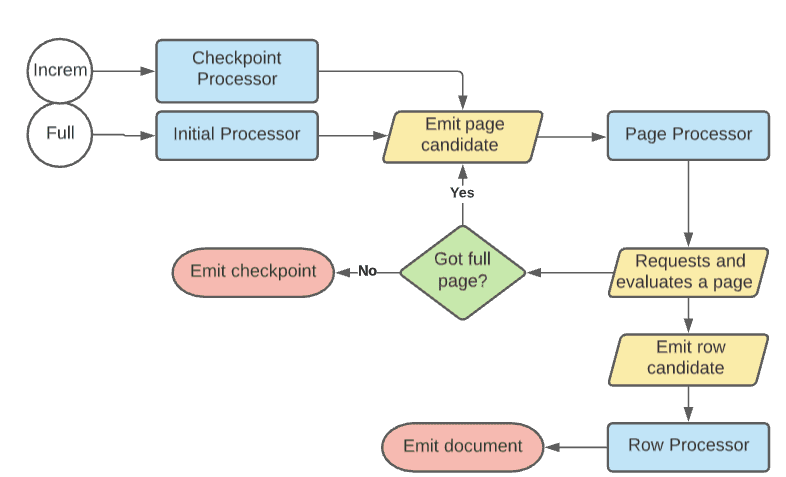 Increm
Checkpoint
Processor
Full
Initial Processor
Emit page
candidate
Page Processor
Yes
Got full
page?
No
Emit checkpoint
Requests and
evaluates a page
Emit row
candidate
Row Processor
Emit document